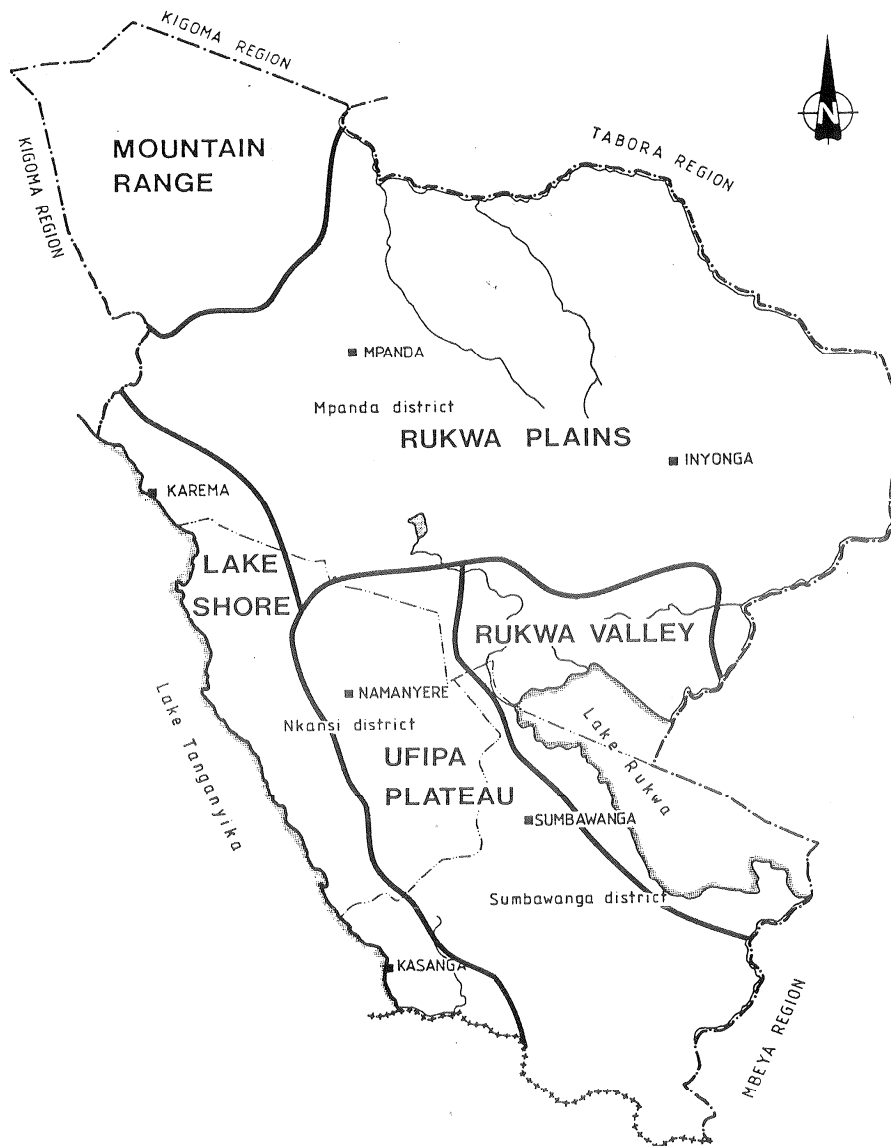 KIGOMA REGION
KIGOMA REGION
MOUNTAIN
RANGE
N
TABORA REGION
MPANDA
Mpanda district
RUKWA PLAINS
INYONGA
KAREMA
LAKE
SHORE
RUKWA VALLEY
NAMANYERE
Nkansi district
Lake Tanganyika
Lake Rukwa
UFIPA
PLATEAU
SUMBAWANGA
Sumbawanga district
KASANGA
MBEYA REGION